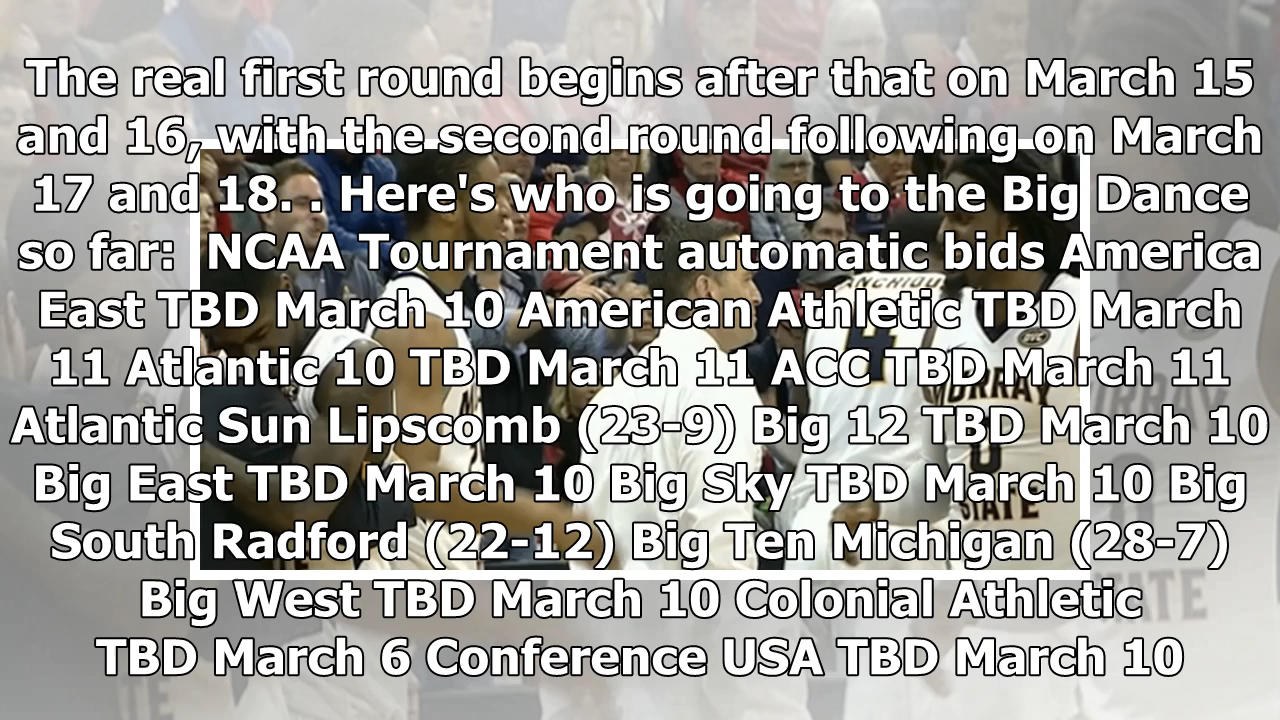 The real first round begins after that on March 15
and 16, with the second round following on March
17 and 18. . Here's who is going to the Big Dance
so far:  NCAA Tournament automatic bids America
East TBD March 10 American Athletic TBD March
11 Atlantic 10 TBD March 11 ACC TBD March 11
Atlantic Sun Lipscomb (23-9) Big 12 TBD March 10
Big East TBD March 10 Big Sky TBD March 10 Big
South Radford (22-12) Big Ten Michigan (28-7)
Big West TBD March 10 Colonial Athletic
TBD March 6 Conference USA TBD March 10
MURRAY
0
STATE